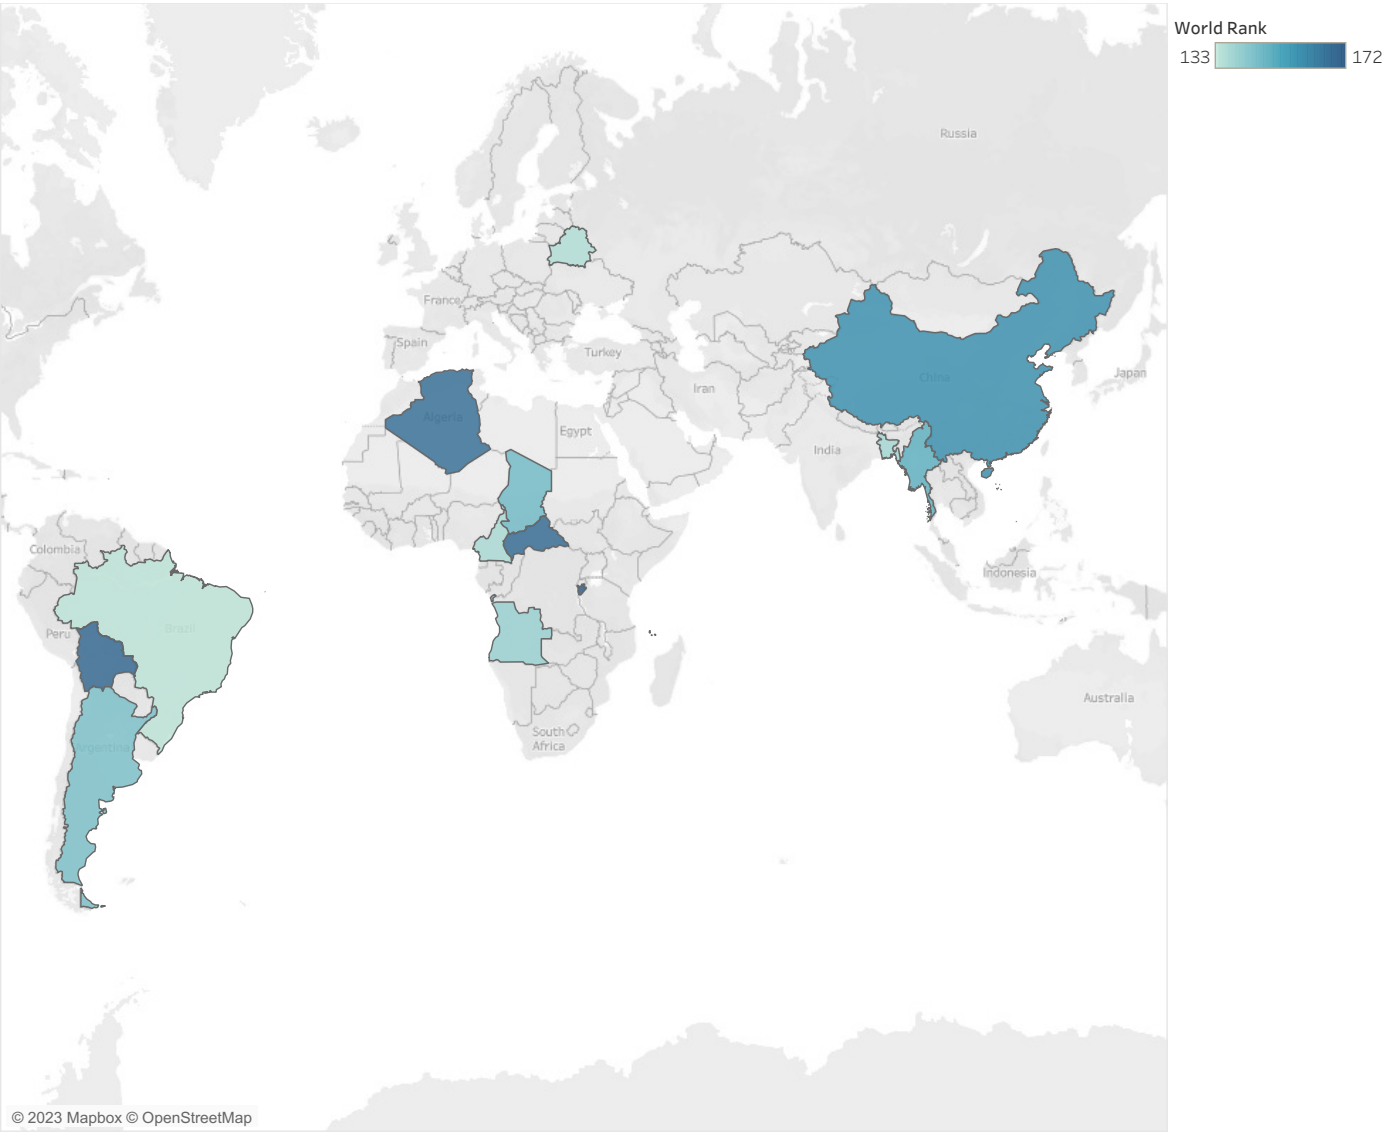 World Rank
133
172
Russia
France
Spain
Turkey
Japan
China
Iran
Algeria
Egypt
India
Colombia
Indonesia
Peru
Brazil
Australia
South
Africa
Argentina
© 2023 Mapbox © OpenStreetMap